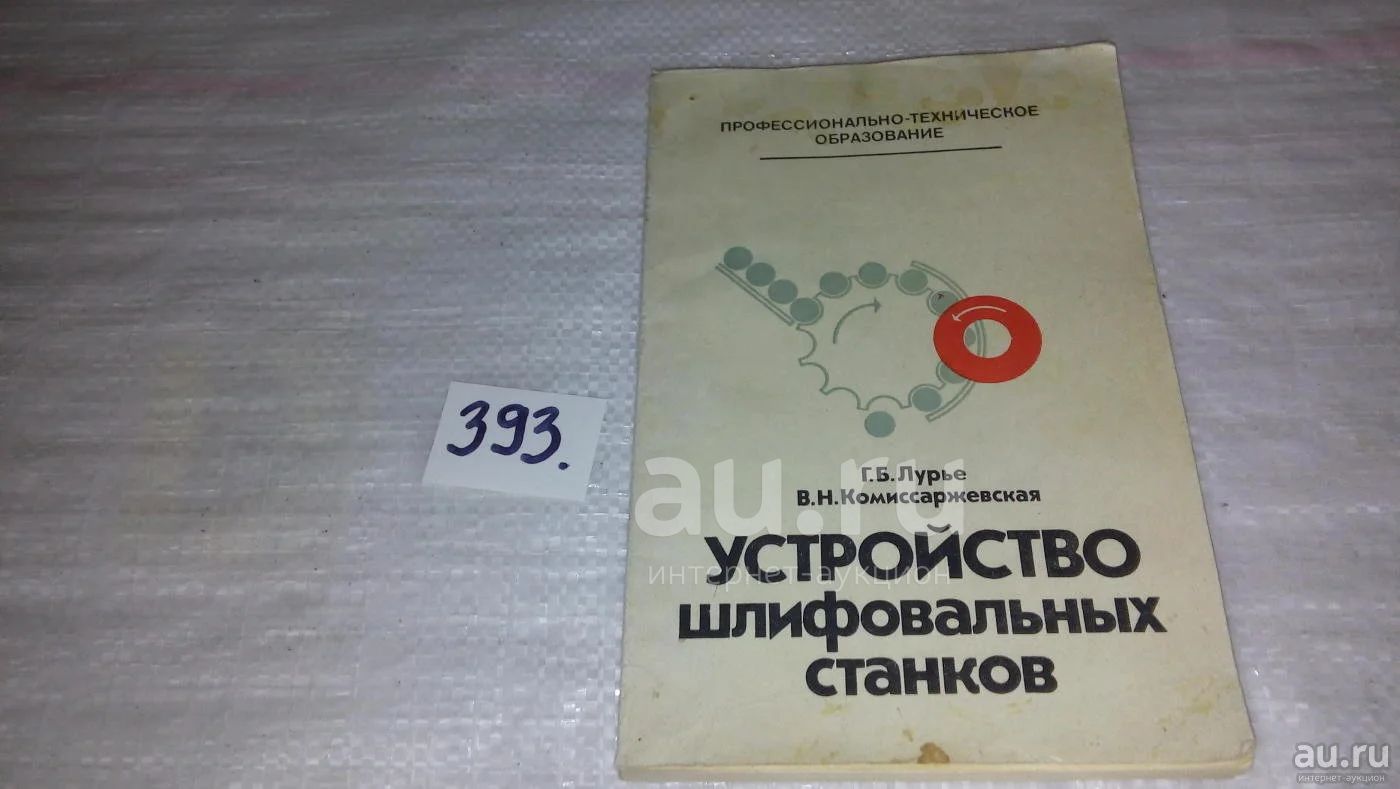 ПРОФЕССИОНАЛЬНО-ТЕХНИЧЕСКОЕ
ОБРАЗОВАНИЕ
393.
Г.Б.Лурье
В.Н.Комиссаржевская
УСТРОЙСТВО
ШЛИФОВАЛЬНЫХ
СТАНКОВ
au.ru
интернет-аукцион
au.ru
интернет-аукцион